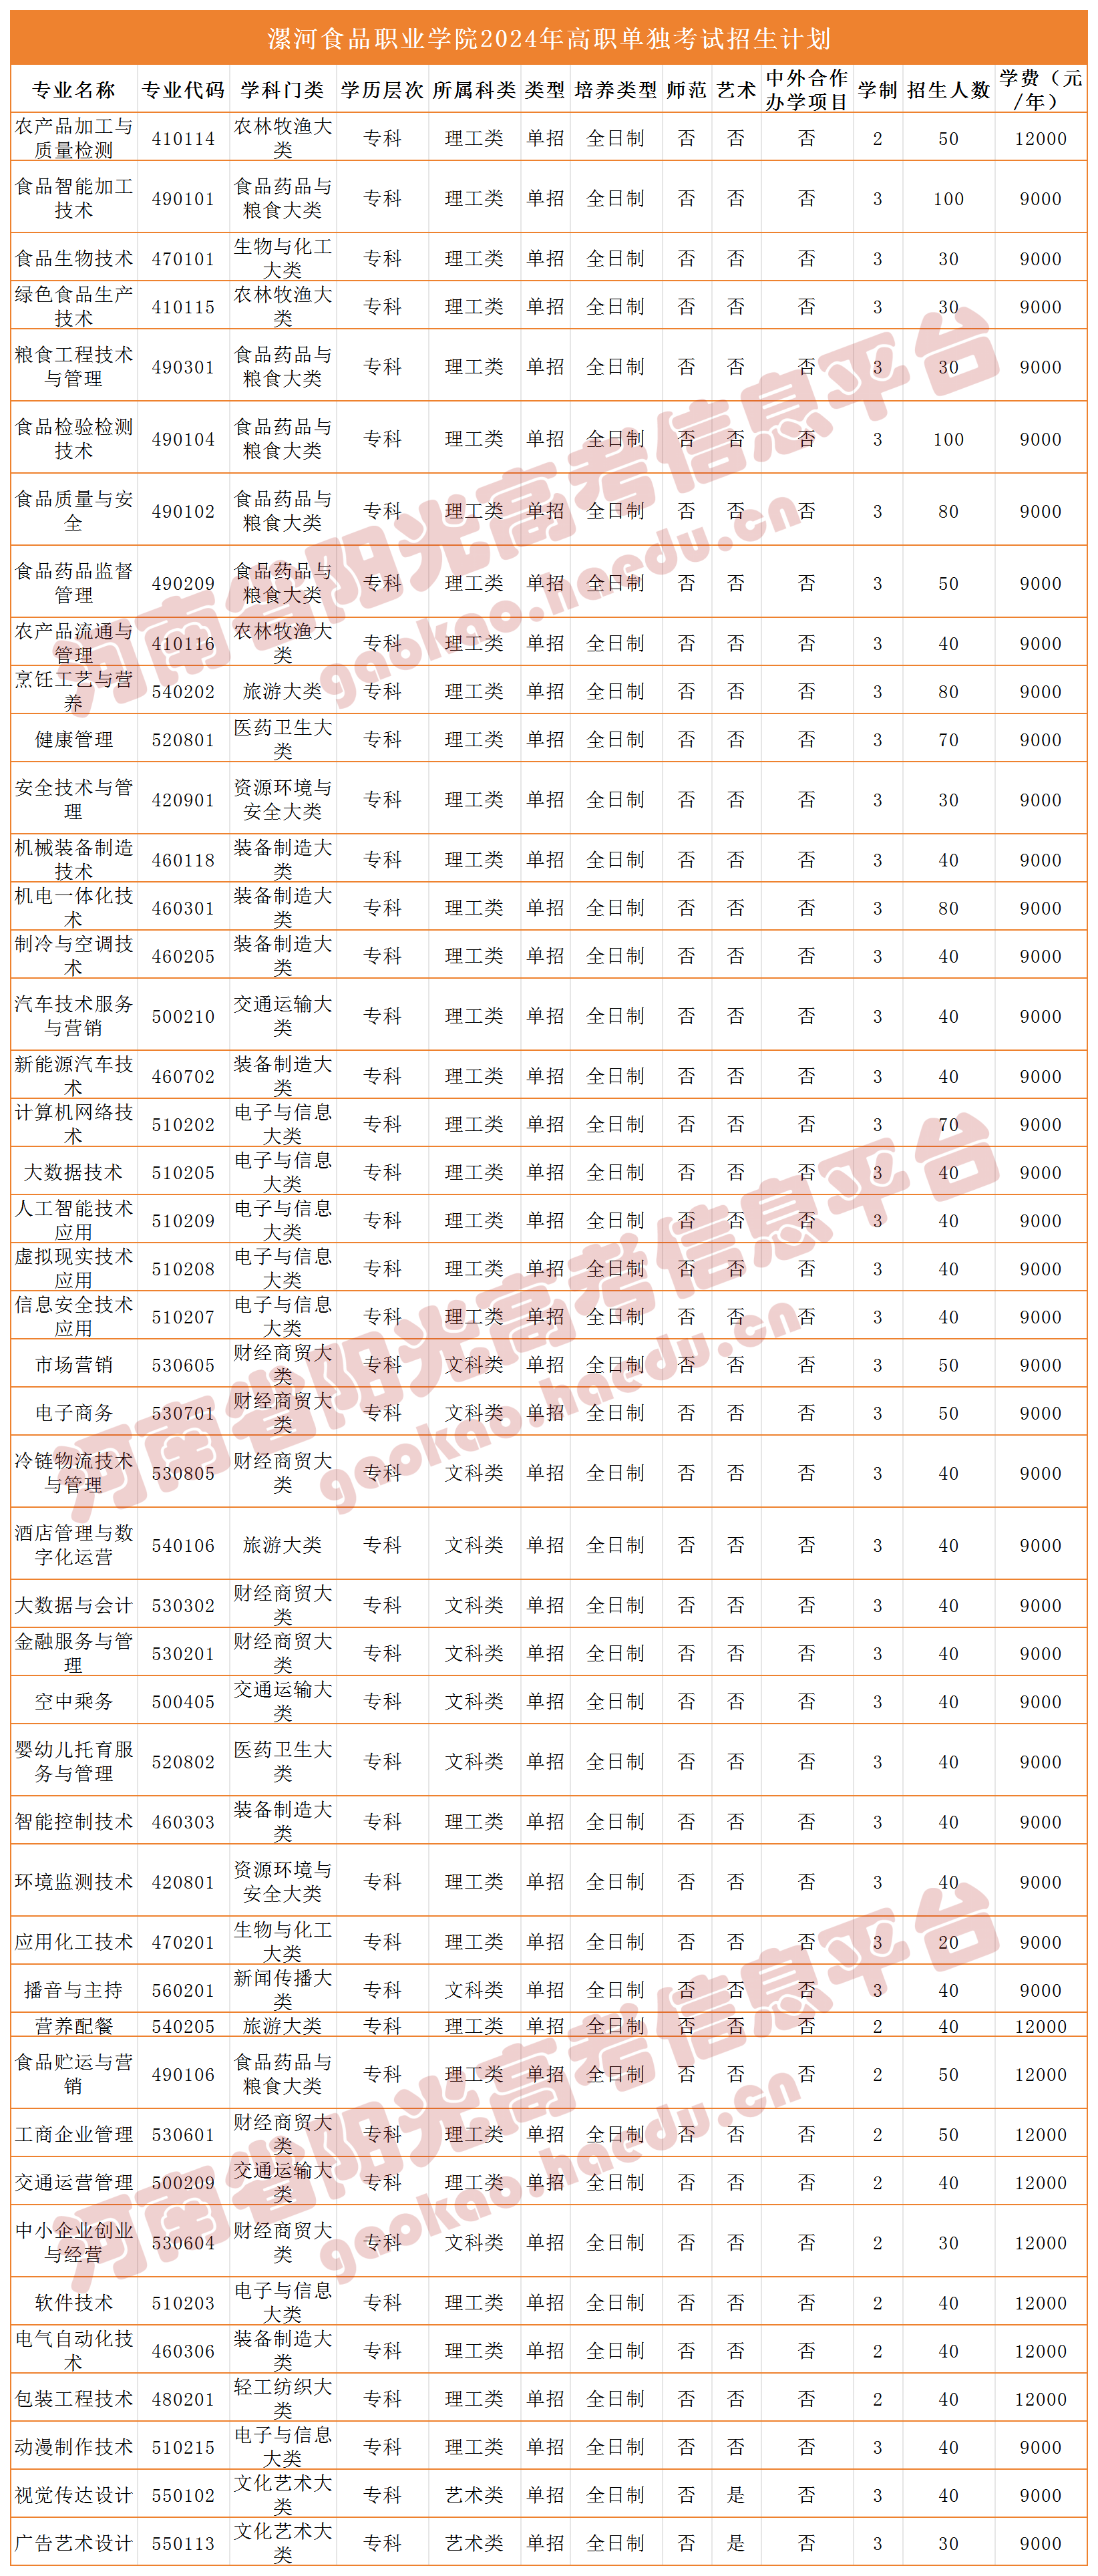 漯河食品职业学院2024年高职单独考试招生计划
专业名称 专业代码 学科门类 学历层次 所属科类 类型 培养类型 师范 艺术 中外合作办学项目 学制 招生人数 学费（元/年）
农产品加工与质量检测 410114 农林牧渔大类 专科 理工类 单招 全日制 否 否 否 2 50 12000
食品智能加工技术 490101 食品药品与粮食大类 专科 理工类 单招 全日制 否 否 否 3 100 9000
食品生物技术 470101 生物与化工大类 专科 理工类 单招 全日制 否 否 否 3 30 9000
绿色食品生产技术 410115 农林牧渔大类 专科 理工类 单招 全日制 否 否 否 3 30 9000
粮食工程技术与管理 490301 食品药品与粮食大类 专科 理工类 单招 全日制 否 否 否 3 30 9000
食品检验检测技术 490104 食品药品与粮食大类 专科 理工类 单招 全日制 否 否 否 3 100 9000
食品质量与安全 490102 食品药品与粮食大类 专科 理工类 单招 全日制 否 否 否 3 80 9000
食品药品监督管理 490209 食品药品与粮食大类 专科 理工类 单招 全日制 否 否 否 3 50 9000
农产品流通与管理 410116 农林牧渔大类 专科 理工类 单招 全日制 否 否 否 3 40 9000
烹饪工艺与营养 540202 旅游大类 专科 理工类 单招 全日制 否 否 否 3 80 9000
健康管理 520801 医药卫生大类 专科 理工类 单招 全日制 否 否 否 3 70 9000
安全技术与管理 420901 资源环境与安全大类 专科 理工类 单招 全日制 否 否 否 3 30 9000
机械装备制造技术 460118 装备制造大类 专科 理工类 单招 全日制 否 否 否 3 40 9000
机电一体化技术 460301 装备制造大类 专科 理工类 单招 全日制 否 否 否 3 80 9000
制冷与空调技术 460205 装备制造大类 专科 理工类 单招 全日制 否 否 否 3 40 9000
汽车技术服务与营销 500210 交通运输大类 专科 理工类 单招 全日制 否 否 否 3 40 9000
新能源汽车技术 460702 装备制造大类 专科 理工类 单招 全日制 否 否 否 3 40 9000
计算机网络技术 510202 电子与信息大类 专科 理工类 单招 全日制 否 否 否 3 70 9000
大数据技术 510205 电子与信息大类 专科 理工类 单招 全日制 否 否 否 3 40 9000
人工智能技术应用 510209 电子与信息大类 专科 理工类 单招 全日制 否 否 否 3 40 9000
虚拟现实技术应用 510208 电子与信息大类 专科 理工类 单招 全日制 否 否 否 3 40 9000
信息安全技术应用 510207 电子与信息大类 专科 理工类 单招 全日制 否 否 否 3 40 9000
市场营销 530605 财经商贸大类 专科 文科类 单招 全日制 否 否 否 3 50 9000
电子商务 530701 财经商贸大类 专科 文科类 单招 全日制 否 否 否 3 50 9000
冷链物流技术与管理 530805 财经商贸大类 专科 文科类 单招 全日制 否 否 否 3 40 9000
酒店管理与数字化运营 540106 旅游大类 专科 文科类 单招 全日制 否 否 否 3 40 9000
大数据与会计 530302 财经商贸大类 专科 文科类 单招 全日制 否 否 否 3 40 9000
金融服务与管理 530201 财经商贸大类 专科 文科类 单招 全日制 否 否 否 3 40 9000
空中乘务 500405 交通运输大类 专科 文科类 单招 全日制 否 否 否 3 40 9000
婴幼儿托育服务与管理 520802 医药卫生大类 专科 文科类 单招 全日制 否 否 否 3 40 9000
智能控制技术 460303 装备制造大类 专科 理工类 单招 全日制 否 否 否 3 40 9000
环境监测技术 420801 资源环境与安全大类 专科 理工类 单招 全日制 否 否 否 3 40 9000
应用化工技术 470201 生物与化工大类 专科 理工类 单招 全日制 否 否 否 3 20 9000
播音与主持 560201 新闻传播大类 专科 文科类 单招 全日制 否 否 否 3 40 9000
营养配餐 540205 旅游大类 专科 理工类 单招 全日制 否 否 否 2 40 12000
食品贮运与营销 490106 食品药品与粮食大类 专科 理工类 单招 全日制 否 否 否 2 50 12000
工商企业管理 530601 财经商贸大类 专科 理工类 单招 全日制 否 否 否 2 50 12000
交通运营管理 500209 交通运输大类 专科 理工类 单招 全日制 否 否 否 2 40 12000
中小企业创业与经营 530604 财经商贸大类 专科 文科类 单招 全日制 否 否 否 2 30 12000
软件技术 510203 电子与信息大类 专科 理工类 单招 全日制 否 否 否 2 40 12000
电气自动化技术 460306 装备制造大类 专科 理工类 单招 全日制 否 否 否 2 40 12000
包装工程技术 480201 轻工纺织大类 专科 理工类 单招 全日制 否 否 否 2 40 12000
动漫制作技术 510215 电子与信息大类 专科 理工类 单招 全日制 否 否 否 3 40 9000
视觉传达设计 550102 文化艺术大类 专科 艺术类 单招 全日制 否 是 否 3 40 9000
广告艺术设计 550113 文化艺术大类 专科 艺术类 单招 全日制 否 是 否 3 30 9000
河南省阳光高考信息平台
gaokao.haedu.cn
河南省阳光高考信息平台
gaokao.haedu.cn
河南省阳光高考信息平台
gaokao.haedu.cn